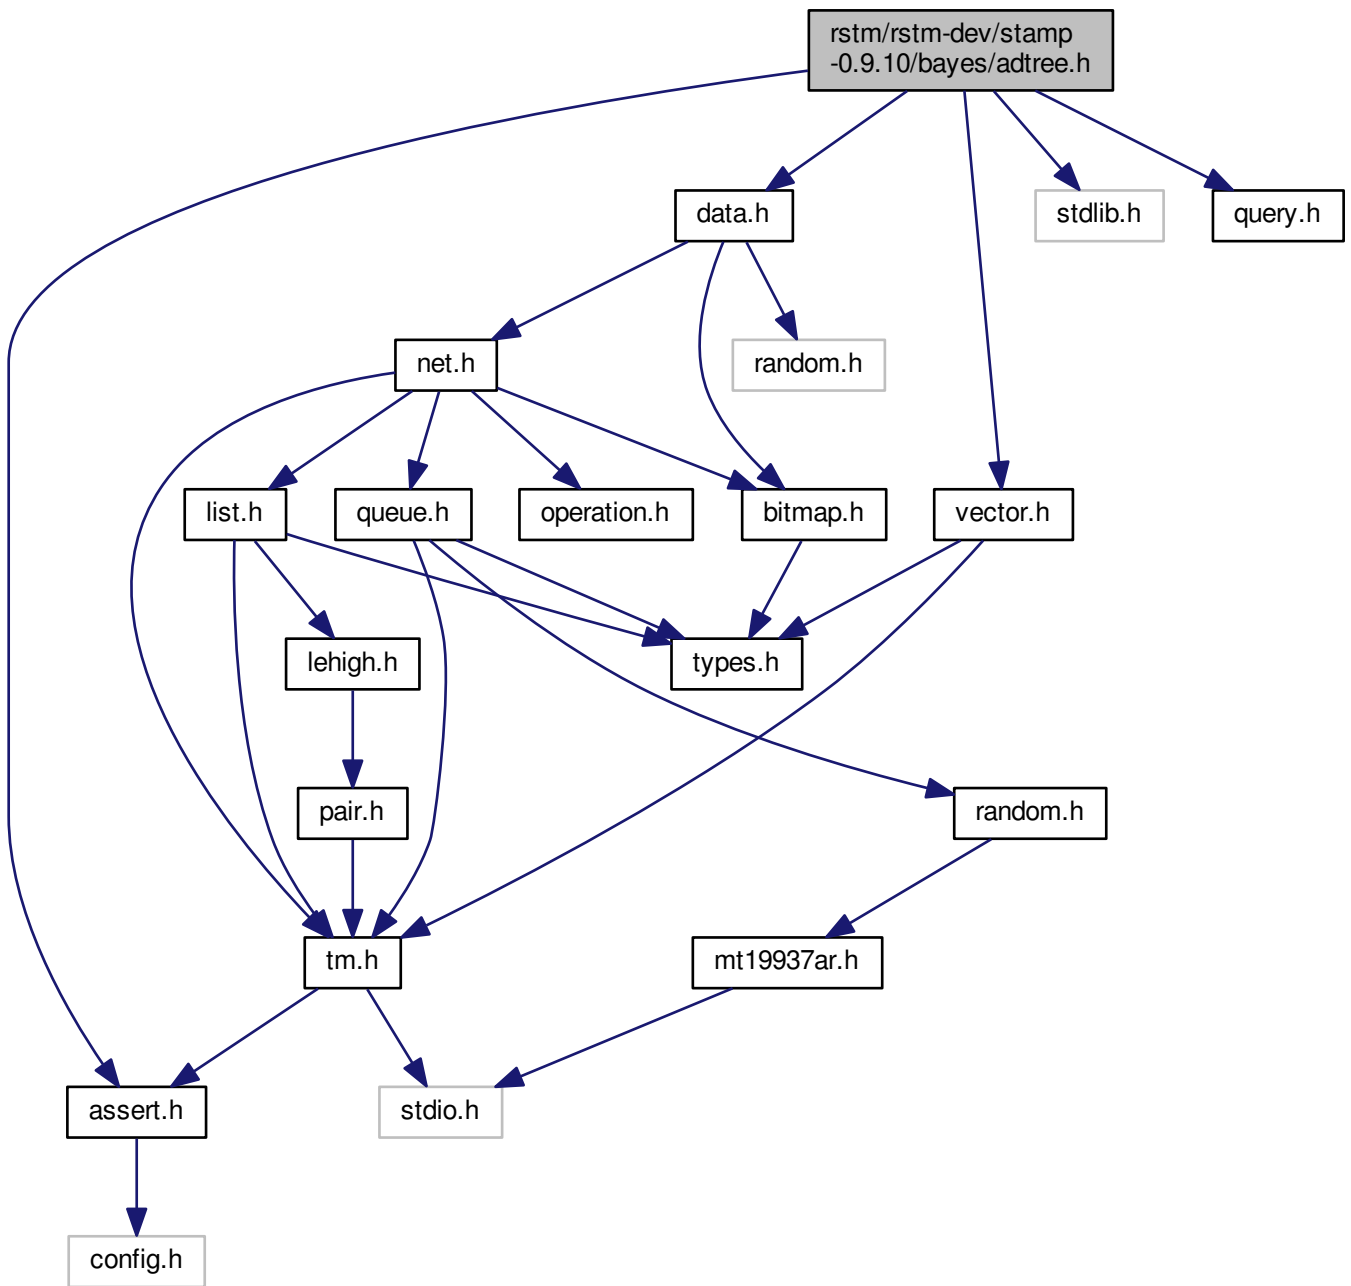 rstm/rstm-dev/stamp
-0.9.10/bayes/adtree.h
data.h
stdlib.h
query.h
net.h
random.h
list.h
queue.h
operation.h
bitmap.h
vector.h
lehigh.h
types.h
pair.h
random.h
tm.h
mt19937ar.h
assert.h
stdio.h
config.h